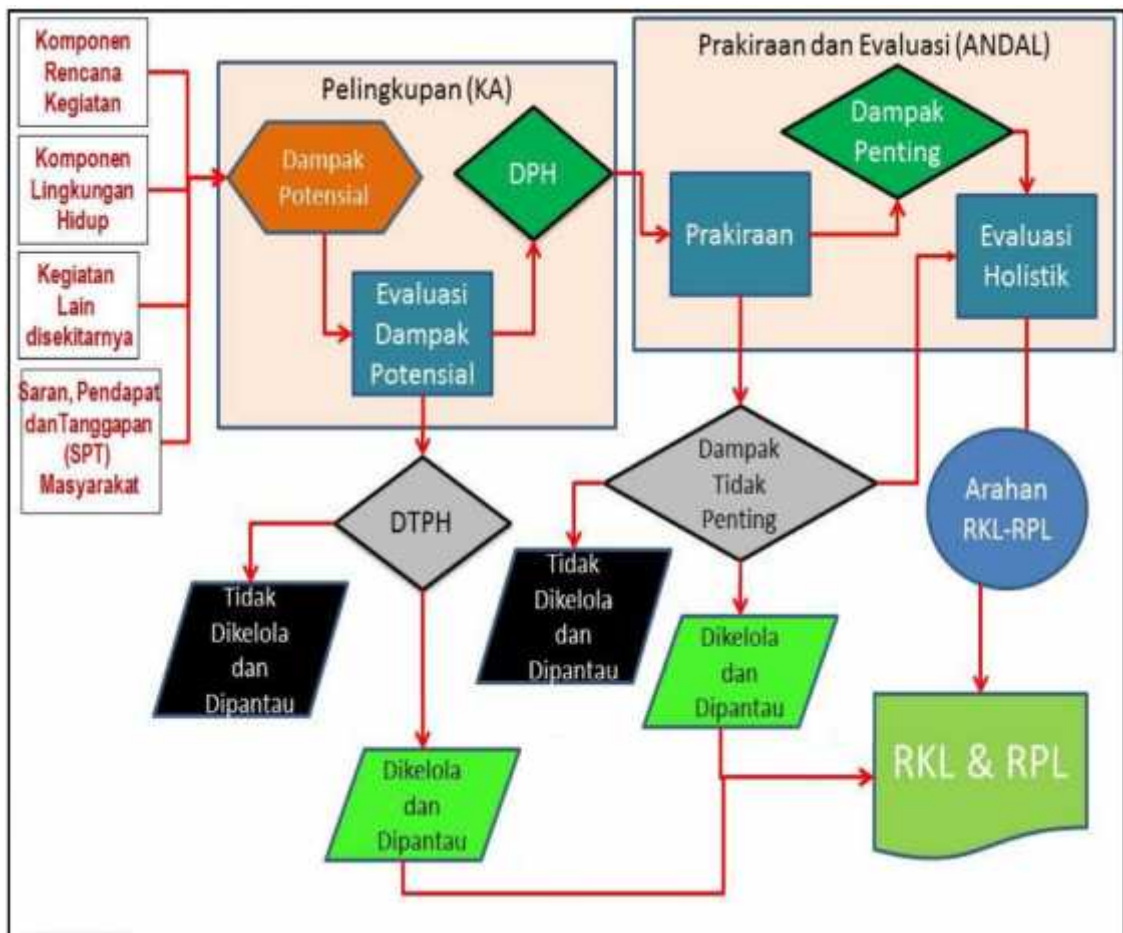 Komponen
Rencana
Kegiatan
Komponen
Lingkungan
Hidup
Kegiatan
Lain
disekitarnya
Saran, Pendapat
danTanggapan
(SPT)
Masyarakat
Pelingkupan (KA)
Dampak
Potensial
Evaluasi
Dampak
Potensial
DPH
Prakiraan dan Evaluasi (ANDAL)
Prakiraan
Dampak
Penting
Evaluasi
Holistik
DTPH
Tidak
Dikelola
dan
Dipantau
Dikelola
dan
Dipantau
Dampak
Tidak
Penting
Tidak
Dikelola
dan
Dipantau
Dikelola
dan
Dipantau
Arahan
RKL-RPL
RKL & RPL